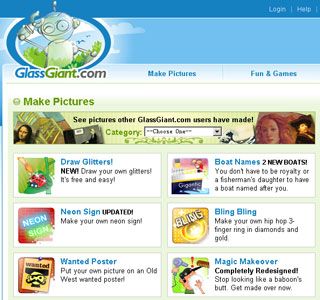 Login | Help |
GlassGiant.com
Make Pictures
Fun & Games
Make Pictures
See pictures other GlassGiant.com users have made!
Category: --Choose One--
Draw Glitters!
NEW! Draw your own glitters!
It's free and easy!
Boat Names 2 NEW BOATS!
You don't have to be royalty or
a fisherman's daughter to have
a boat named after you.
Gigantic
Neon Sign UPDATED!
Make your own neon sign!
NEON
SIGN
Bling Bling
Make your own hip hop 3-
finger ring in diamonds and
gold.
BLING
Wanted Poster
Put your own picture on an Old
West wanted poster!
wanted
Magic Makeover
Completely Redesigned!
Stop looking like a baboon's
butt. Get made over now.